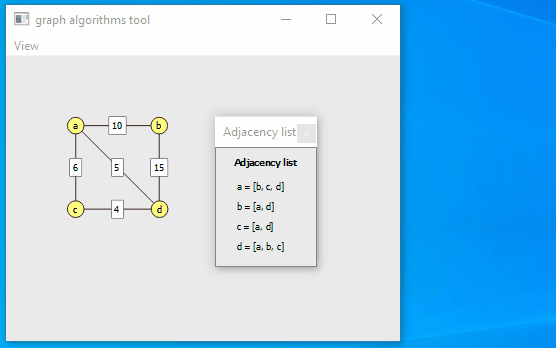 graph algorithms tool
View
a 10 b
6 5 15
c 4 d
Adjacency list
Adjacency list
a = [b, c, d]
b = [a, d]
c = [a, d]
d = [a, b, c]